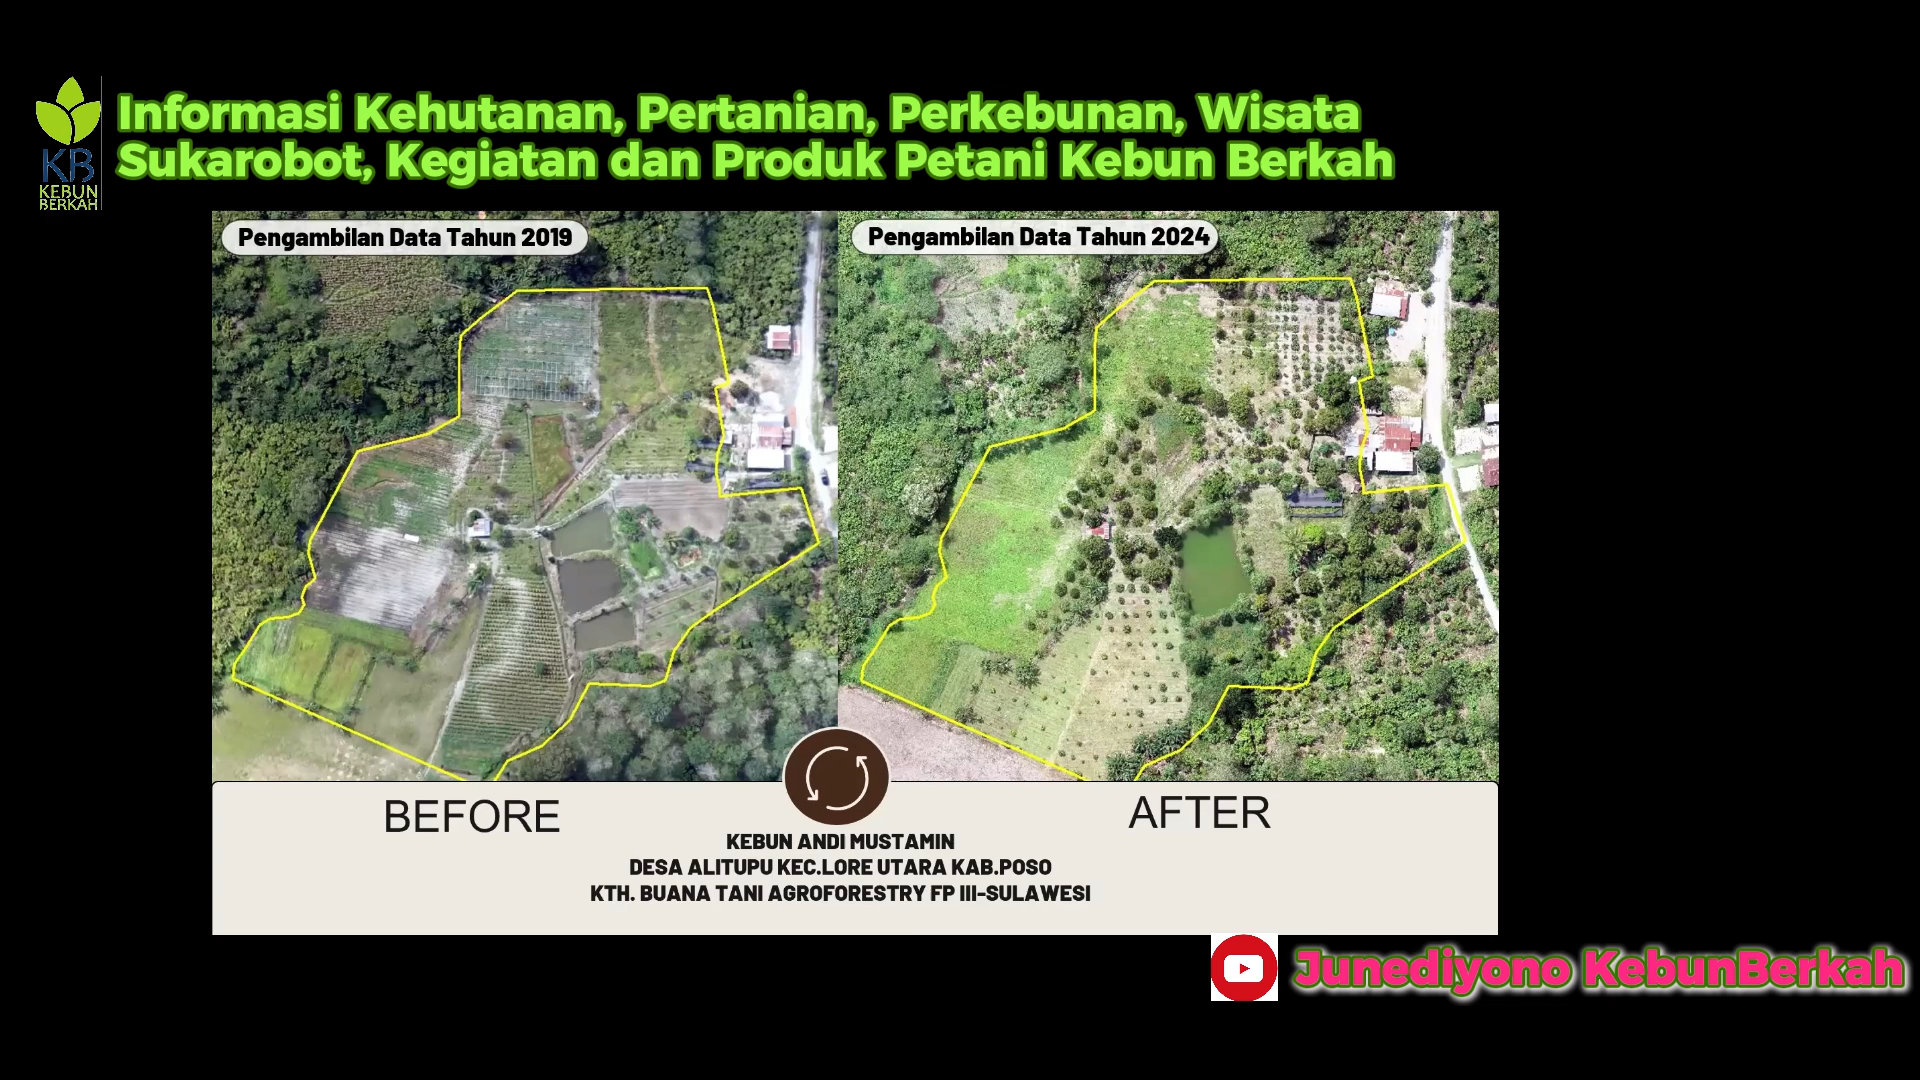 KB
KEBUN
BERKAH
Informasi Kehutanan, Pertanian, Perkebunan, Wisata
Sukarobot, Kegiatan dan Produk Petani Kebun Berkah
Pengambilan Data Tahun 2019
Pengambilan Data Tahun 2024
BEFORE
AFTER
KEBUN ANDI MUSTAMIN
DESA ALITUPU KEC.LORE UTARA KAB.POSO
KTH. BUANA TANI AGROFORESTRY FP III-SULAWESI
Junediyono KebunBerkah